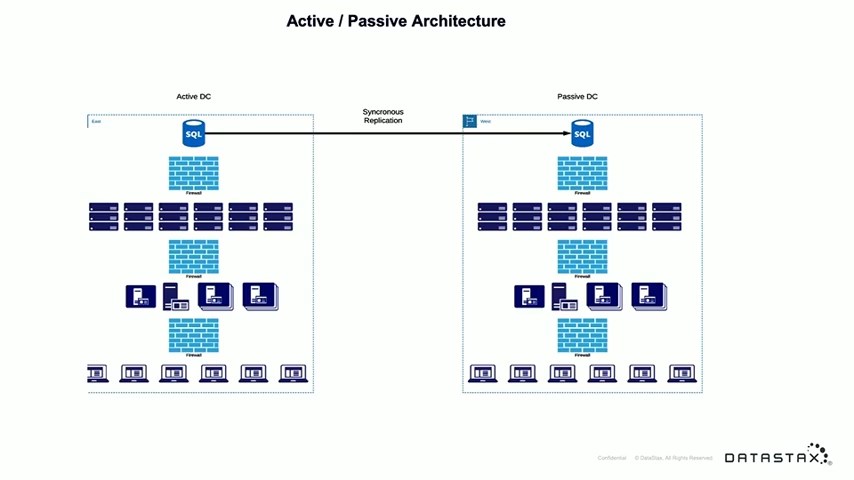 Active / Passive Architecture
Active DC
Passive DC
Syncronous
Replication
East
West
SQL
SQL
Firewall
Firewall
Firewall
Firewall
Firewall
Firewall
Confidential © DataStax, All Rights Reserved
DATASTAX